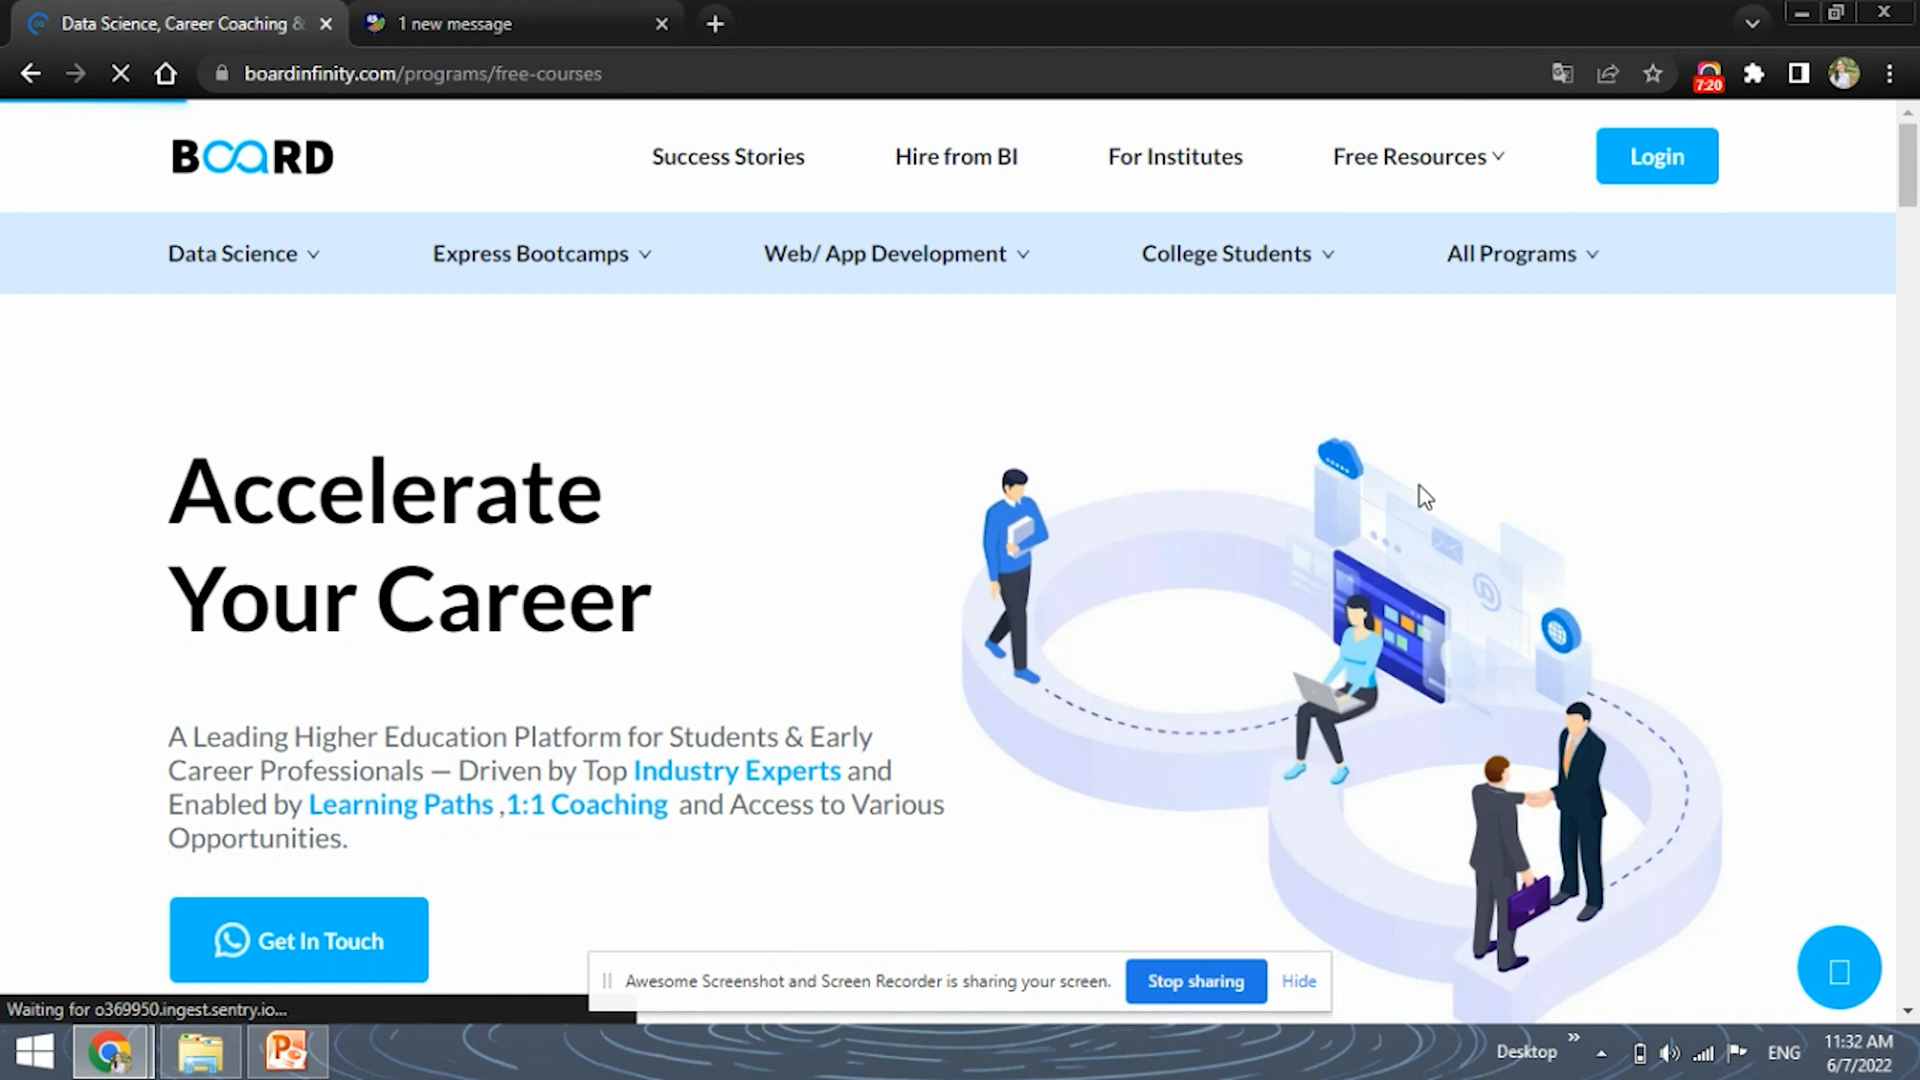 Data Science, Career Coaching &
1 new message
boardinfinity.com/programs/free-courses
7:20
BOARD
Success Stories
Hire from BI
For Institutes
Free Resources
Login
Data Science
Express Bootcamps
Web/ App Development
College Students
All Programs
Accelerate
Your Career
A Leading Higher Education Platform for Students & Early
Career Professionals — Driven by Top Industry Experts and
Enabled by Learning Paths ,1:1 Coaching and Access to Various
Opportunities.
Get In Touch
Awesome Screenshot and Screen Recorder is sharing your screen.
Stop sharing
Hide
Waiting for o369950.ingest.sentry.io...
Desktop
ENG
11:32 AM
6/7/2022